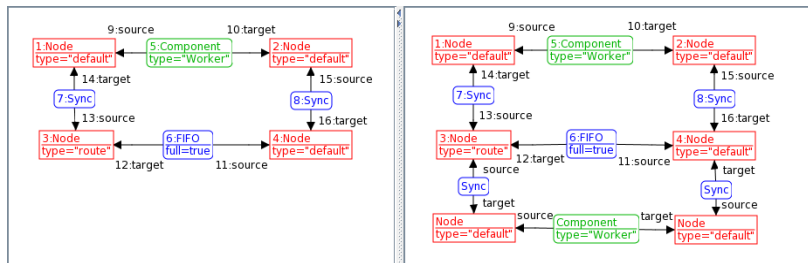 9:source
10:target
1:Node
type="default"
5:Component
type="Worker"
2:Node
type="default"
14:target
15:source
7:Sync
8:Sync
13:source
16:target
3:Node
type="route"
6:FIFO
full=true
4:Node
type="default"
12:target
11:source
9:source
10:target
1:Node
type="default"
5:Component
type="Worker"
2:Node
type="default"
14:target
15:source
7:Sync
8:Sync
13:source
16:target
3:Node
type="route"
6:FIFO
full=true
4:Node
type="default"
12:target
11:source
source
target
Sync
Sync
target
source
Node
type="default"
source
Component
type="Worker"
target
Node
type="default"